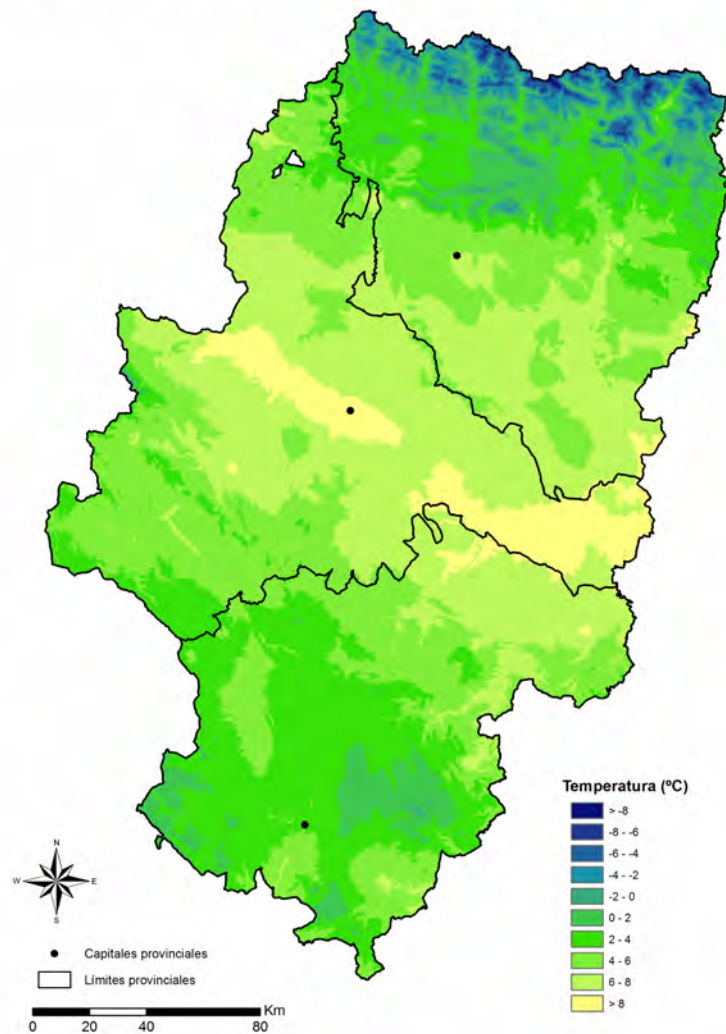 Temperatura (ºC)
> -8
-8 - -6
-6 - -4
-4 - -2
-2 - 0
0 - 2
2 - 4
4 - 6
6 - 8
> 8
N
W E
S
Capitales provinciales
Límites provinciales
Km
0 20 40 80